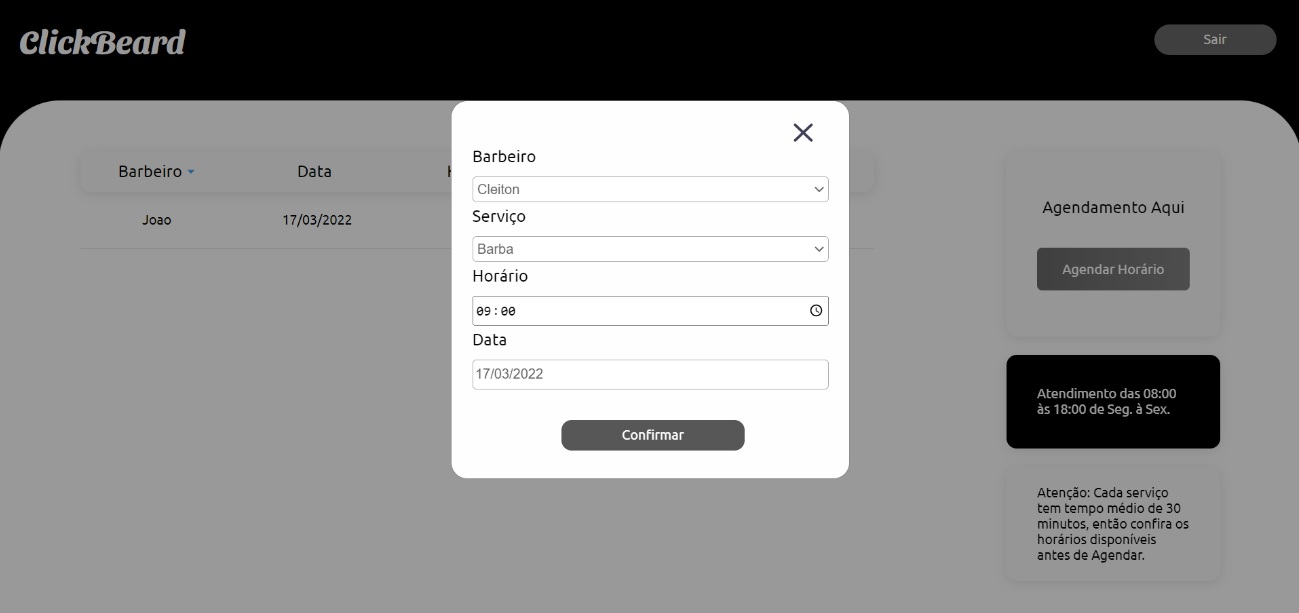 ClickBeard
Sair
Barbeiro
Data
Joao
17/03/2022
Barbeiro
Cleiton
Serviço
Barba
Horário
09:00
Data
17/03/2022
Confirmar
Agendamento Aqui
Agendar Horário
Atendimento das 08:00
às 18:00 de Seg. à Sex.
Atenção: Cada serviço
tem tempo médio de 30
minutos, então confira os
horários disponíveis
antes de Agendar.